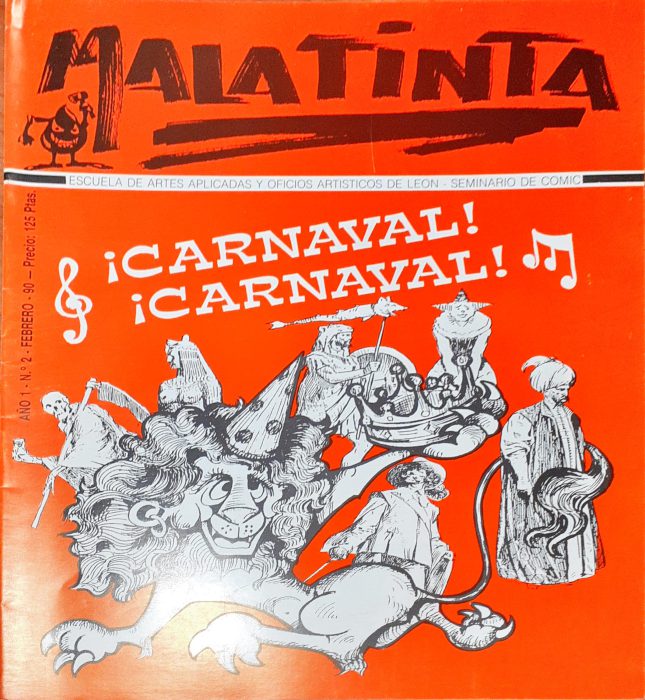 MALATINTA
ESCUELA DE ARTES APLICADAS Y OFICIOS ARTISTICOS DE LEON - SEMINARIO DE COMIC
AÑO 1 - N.º 2 - FEBRERO - 90 — Precio: 125 Ptas.
¡CARNAVAL!
¡CARNAVAL!